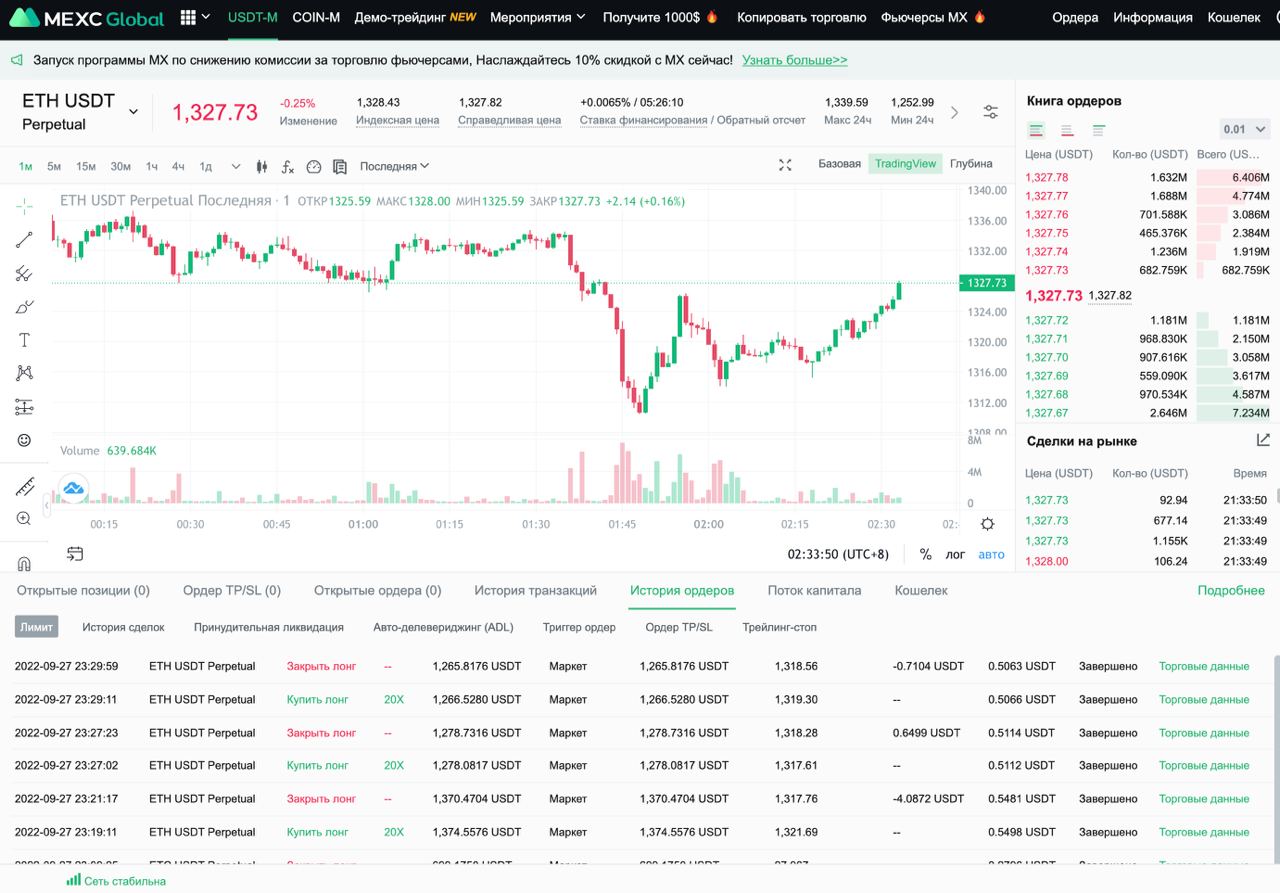 MEXC Global USDT-M COIN-M Демо-трейдинг NEW Мероприятия Получите 1000$ Копировать торговлю Фьючерсы MX Ордера Информация Кошелек
Запуск программы MX по снижению комиссии за торговлю фьючерсами, Наслаждайтесь 10% скидкой с MX сейчас! Узнать больше>>
ETH USDT
Perpetual
1,327.73
-0.25%
Изменение
1,328.43
Индексная цена
1,327.82
Справедливая цена
+0.0065% / 05:26:10
Ставка финансирования / Обратный отсчет
1,339.59
Макс 24ч
1,252.99
Мин 24ч
1м 5м 15м 30м 1ч 4ч 1д Последняя Базовая TradingView Глубина
ETH USDT Perpetual Последняя · 1 ОТКР1325.59 МАКС1328.00 МИН1325.59 ЗАКР1327.73 +2.14 (+0.16%)
1340.00
1336.00
1332.00
1327.73
1324.00
1320.00
1316.00
1312.00
1308.00
Volume 639.684K
8M
4M
0
00:15 00:30 00:45 01:00 01:15 01:30 01:45 02:00 02:15 02:30 02:
02:33:50 (UTC+8) % лог авто
Книга ордеров
0.01
Цена (USDT) Кол-во (USDT) Всего (US...
1,327.78 1.632M 6.406M
1,327.77 1.688M 4.774M
1,327.76 701.588K 3.086M
1,327.75 465.376K 2.384M
1,327.74 1.236M 1.919M
1,327.73 682.759K 682.759K
1,327.73 1,327.82
1,327.72 1.181M 1.181M
1,327.71 968.830K 2.150M
1,327.70 907.616K 3.058M
1,327.69 559.090K 3.617M
1,327.68 970.534K 4.587M
1,327.67 2.646M 7.234M
Сделки на рынке
Цена (USDT) Кол-во (USDT) Время
1,327.73 92.94 21:33:50
1,327.73 677.14 21:33:49
1,327.73 1.155K 21:33:49
1,328.00 106.24 21:33:49
Открытые позиции (0) Ордер TP/SL (0) Открытые ордера (0) История транзакций История ордеров Поток капитала Кошелек Подробнее
Лимит История сделок Принудительная ликвидация Авто-делевериджинг (ADL) Триггер ордер Ордер TP/SL Трейлинг-стоп
2022-09-27 23:29:59 ETH USDT Perpetual Закрыть лонг -- 1,265.8176 USDT Маркет 1,265.8176 USDT 1,318.56 -0.7104 USDT 0.5063 USDT Завершено Торговые данные
2022-09-27 23:29:11 ETH USDT Perpetual Купить лонг 20X 1,266.5280 USDT Маркет 1,266.5280 USDT 1,319.30 -- 0.5066 USDT Завершено Торговые данные
2022-09-27 23:27:23 ETH USDT Perpetual Закрыть лонг -- 1,278.7316 USDT Маркет 1,278.7316 USDT 1,318.28 0.6499 USDT 0.5114 USDT Завершено Торговые данные
2022-09-27 23:27:02 ETH USDT Perpetual Купить лонг 20X 1,278.0817 USDT Маркет 1,278.0817 USDT 1,317.61 -- 0.5112 USDT Завершено Торговые данные
2022-09-27 23:21:17 ETH USDT Perpetual Закрыть лонг -- 1,370.4704 USDT Маркет 1,370.4704 USDT 1,317.76 -4.0872 USDT 0.5481 USDT Завершено Торговые данные
2022-09-27 23:19:11 ETH USDT Perpetual Купить лонг 20X 1,374.5576 USDT Маркет 1,374.5576 USDT 1,321.69 -- 0.5498 USDT Завершено Торговые данные
Сеть стабильна